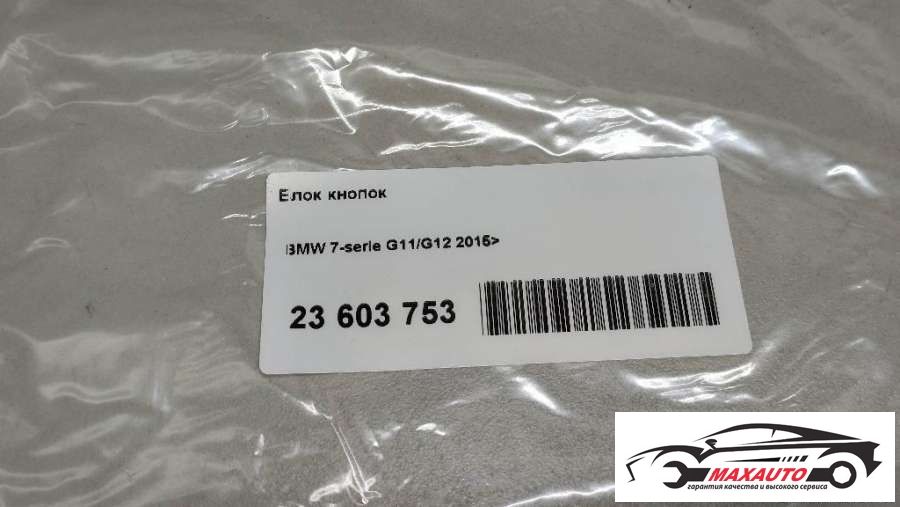 Блок кнопок
BMW 7-serie G11/G12 2015>
23 603 753
MAXAUTO
гарантия качества и высокого сервиса